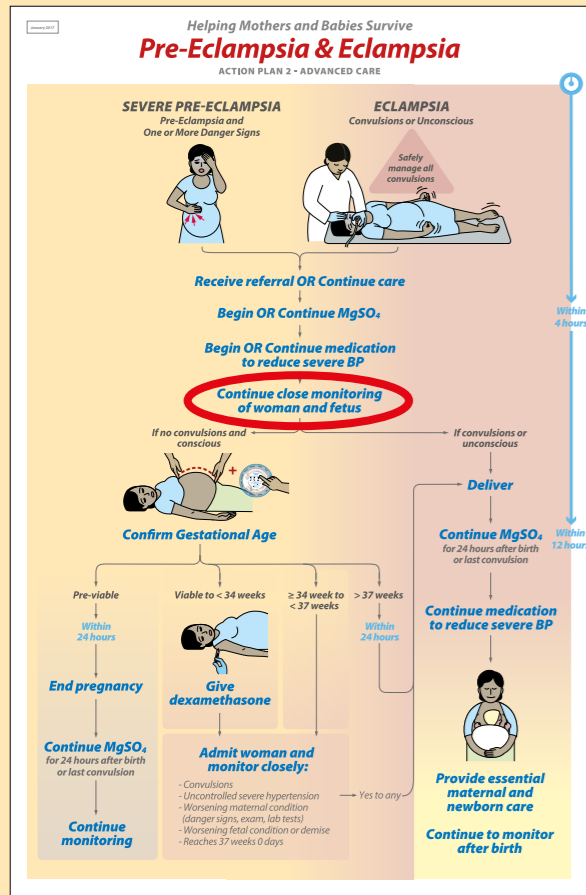 January 2017
Helping Mothers and Babies Survive
Pre-Eclampsia & Eclampsia
ACTION PLAN 2 - ADVANCED CARE
SEVERE PRE-ECLAMPSIA
Pre-Eclampsia and
One or More Danger Signs
ECLAMPSIA
Convulsions or Unconscious
Safely
manage all
convulsions
Receive referral OR Continue care
Begin OR Continue MgSO₄
Within
4 hours
Begin OR Continue medication
to reduce severe BP
Continue close monitoring
of woman and fetus
If no convulsions and
conscious
If convulsions or
unconscious
+
Confirm Gestational Age
Deliver
Continue MgSO₄
for 24 hours after birth
or last convulsion
Within
12 hours
Continue medication
to reduce severe BP
Pre-viable
Within
24 hours
End pregnancy
Continue MgSO₄
for 24 hours after birth
or last convulsion
Continue
monitoring
Viable to < 34 weeks
Give
dexamethasone
≥ 34 week to
< 37 weeks
> 37 weeks
Within
24 hours
Admit woman and
monitor closely:
- Convulsions
- Uncontrolled severe hypertension
- Worsening maternal condition
(danger signs, exam, lab tests)
- Worsening fetal condition or demise
- Reaches 37 weeks 0 days
Yes to any
Provide essential
maternal and
newborn care
Continue to monitor
after birth